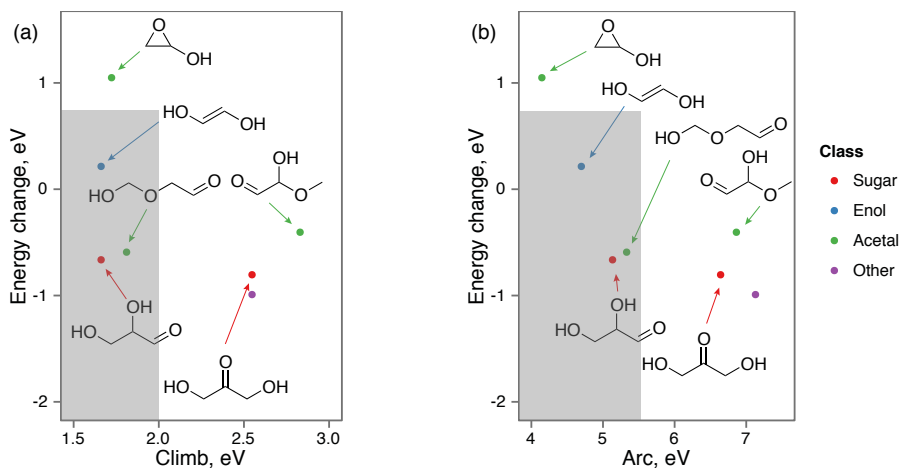 (a)
Energy change, eV
1
0
-1
-2
1.5 2.0 2.5 3.0
Climb, eV
O
OH
HO
OH
HO O O
OH
O
O
OH
HO
O
O
HO
OH
(b)
Energy change, eV
1
0
-1
-2
4 5 6 7
Arc, eV
O
OH
HO
OH
HO
O
O
OH
O
O
OH
HO
O
O
HO
OH
Class
Sugar
Enol
Acetal
Other